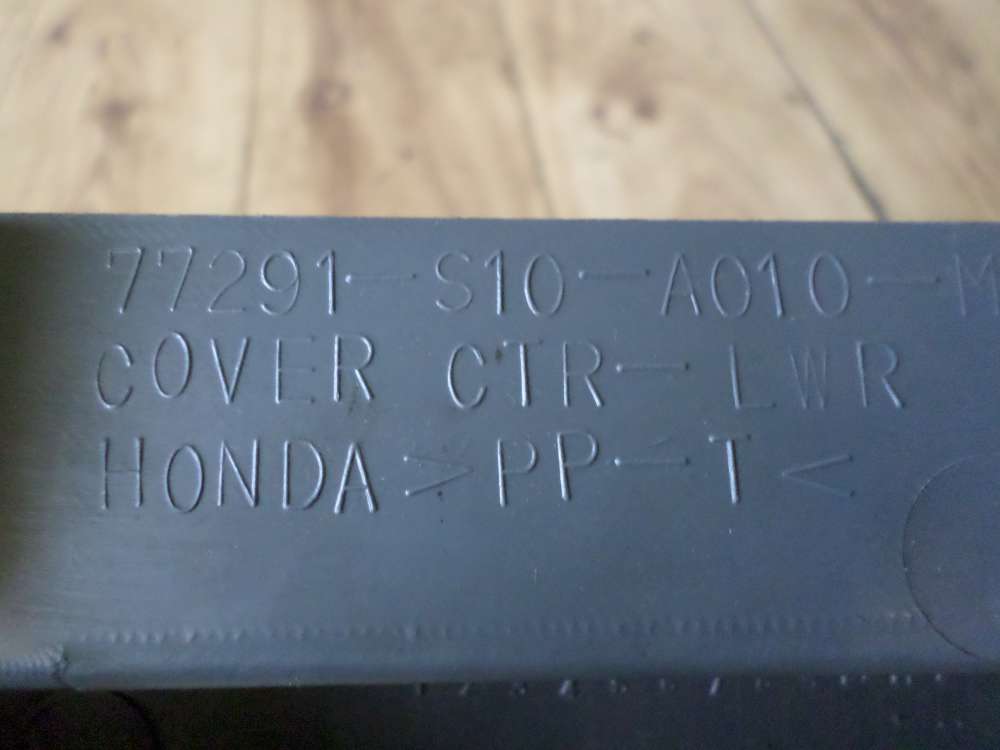 77291-S10-A010-M
COVER CTR-LWR
HONDA >PP-T<